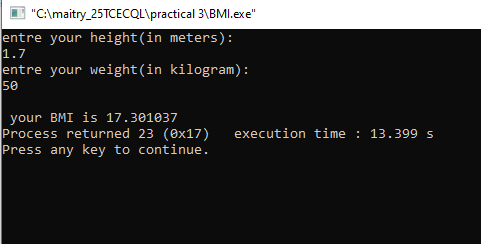 "C:\maitry_25TCECQL\practical 3\BMI.exe"
entre your height(in meters):
1.7
entre your weight(in kilogram):
50
your BMI is 17.301037
Process returned 23 (0x17)   execution time : 13.399 s
Press any key to continue.